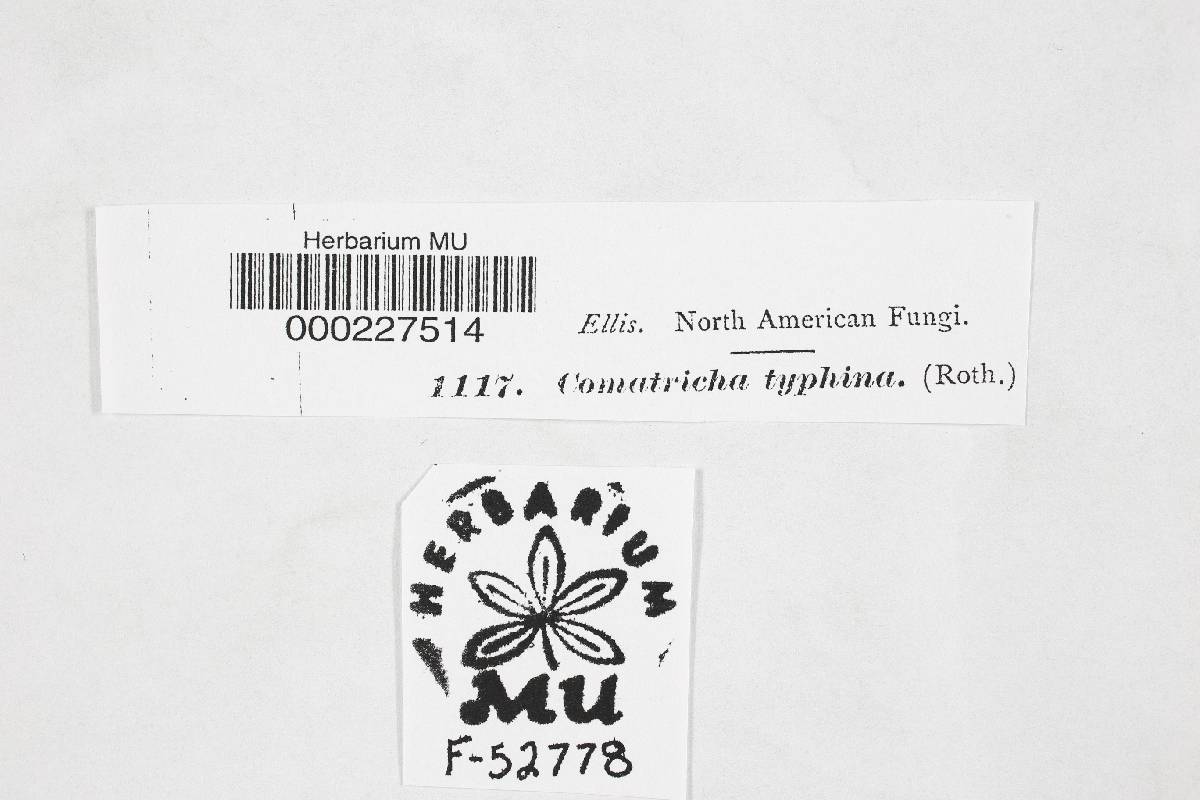 Herbarium MU
000227514
Ellis. North American Fungi.
1117. Comatricha typhina. (Roth.)
HERBARIUM
MU
F-52778